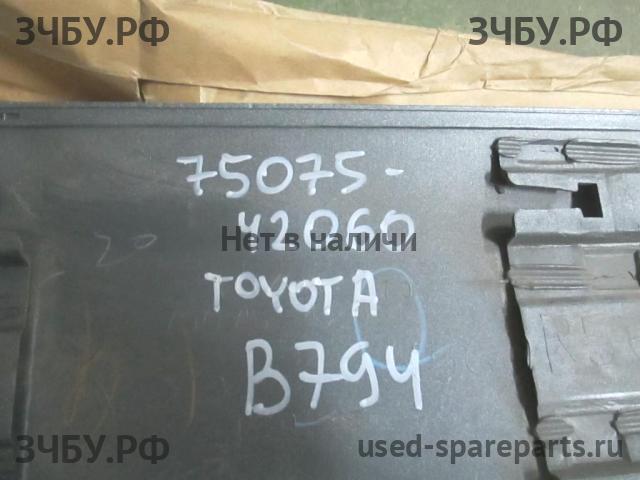 ЗЧБУ.РФ ЗЧБУ.РФ
75075-
42060
Нет в наличи
TOYOTA
B794
ЗЧБУ.РФ used-spareparts.ru